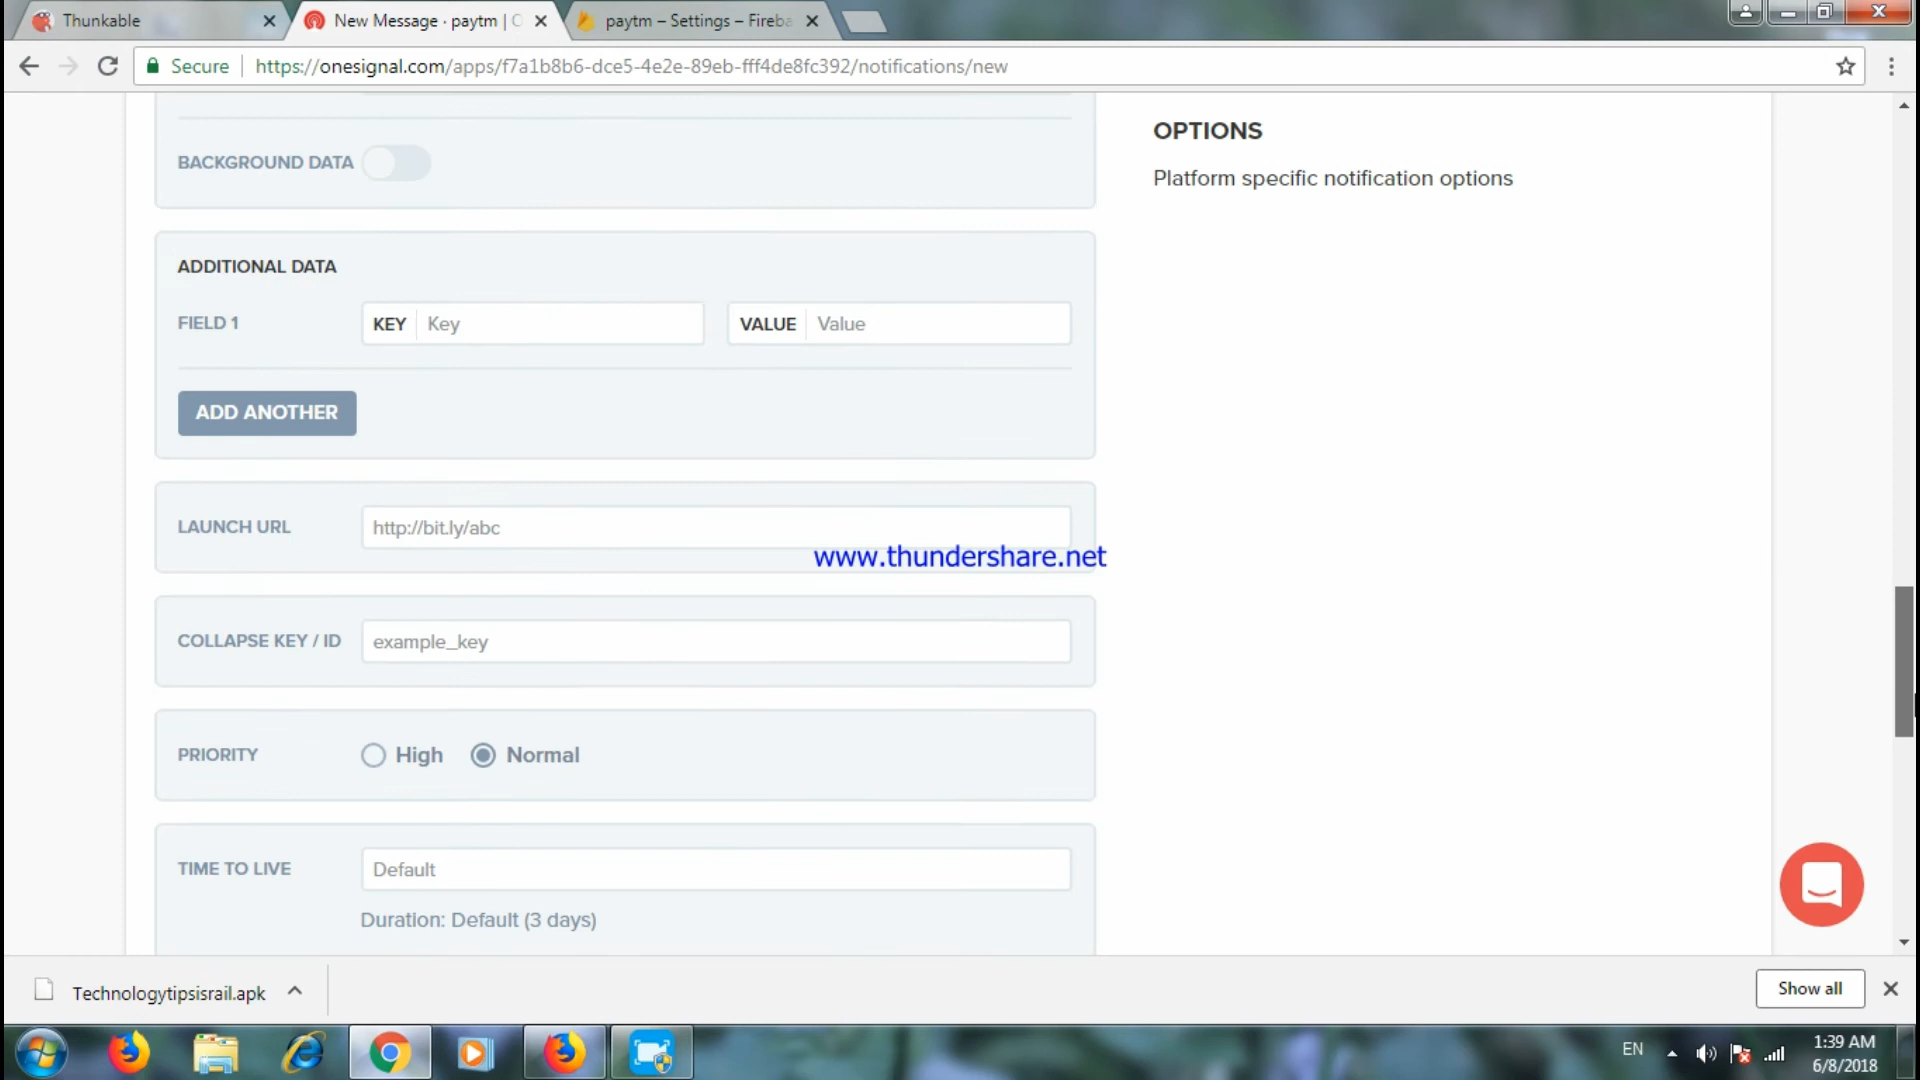 Thunkable
New Message · paytm | O
paytm – Settings – Fireba
Secure
https://onesignal.com/apps/f7a1b8b6-dce5-4e2e-89eb-fff4de8fc392/notifications/new
OPTIONS
BACKGROUND DATA
Platform specific notification options
ADDITIONAL DATA
FIELD 1 KEY Key VALUE Value
ADD ANOTHER
LAUNCH URL http://bit.ly/abc
www.thundershare.net
COLLAPSE KEY / ID example_key
PRIORITY High Normal
TIME TO LIVE Default
Duration: Default (3 days)
Technologytipsisrail.apk
Show all
EN
1:39 AM
6/8/2018